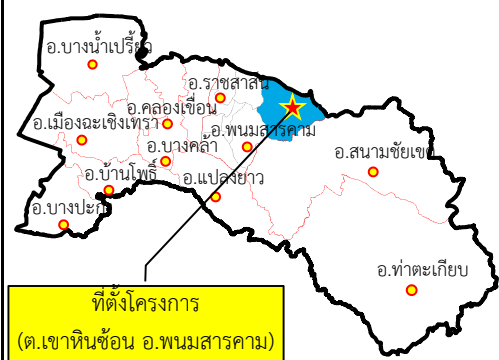 อ.บางน้ำเปรี้ยว
อ.ราชสาส์น
อ.คลองเขื่อน
อ.เมืองฉะเชิงเทรา
อ.พนมสารคาม
อ.บางคล้า
อ.สนามชัยเขต
อ.บ้านโพธิ์
อ.แปลงยาว
อ.บางปะกง
อ.ท่าตะเกียบ
ที่ตั้งโครงการ
(ต.เขาหินซ้อน อ.พนมสารคาม)